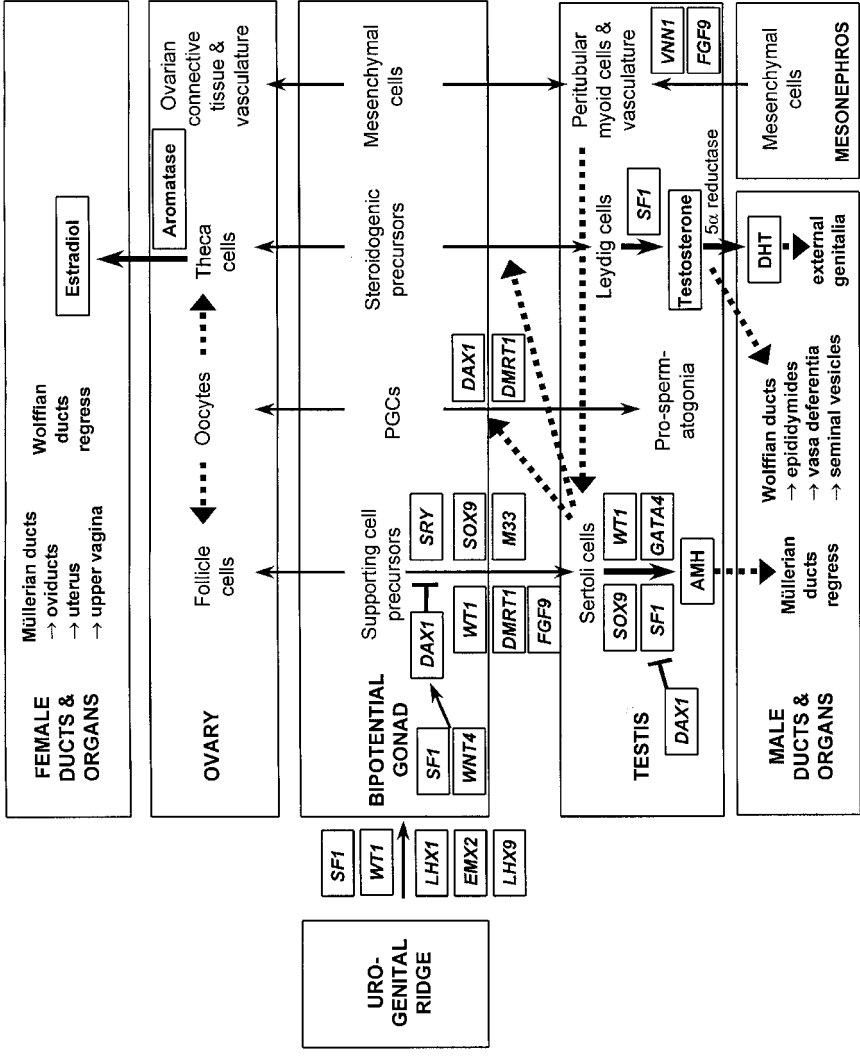 FEMALE
DUCTS &
ORGANS
Müllerian ducts
→ oviducts
→ uterus
→ upper vagina
Wolffian
ducts
regress
Estradiol
OVARY
Follicle
cells
Oocytes
Theca
cells
Aromatase
Ovarian
connective
tissue &
vasculature
URO-
GENITAL
RIDGE
SF1
WT1
LHX1
EMX2
LHX9
BIPOTENTIAL
GONAD
SF1
WNT4
DAX1
Supporting cell
precursors
SRY
SOX9
M33
WT1
DMRT1
FGF9
PGCs
DAX1
DMRT1
Steroidogenic
precursors
Mesenchymal
cells
TESTIS
DAX1
Sertoli cells
SOX9
SF1
WT1
GATA4
AMH
Pro-sperm-
atogonia
Leydig cells
SF1
Testosterone
5α reductase
Peritubular
myoid cells &
vasculature
VNN1
FGF9
MALE
DUCTS &
ORGANS
Müllerian
ducts
regress
Wolffian ducts
→ epididymides
→ vasa deferentia
→ seminal vesicles
DHT
external
genitalia
Mesenchymal
cells
MESONEPHROS